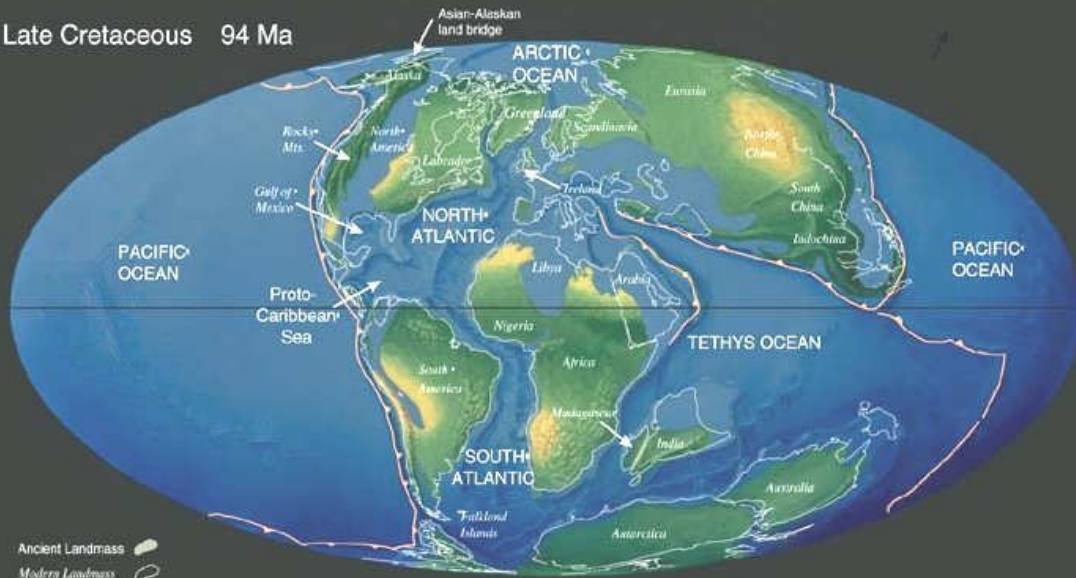 Late Cretaceous 94 Ma
Asian-Alaskan
land bridge
ARCTIC
OCEAN
Alaska
Eurasia
Greenland
Scandinavia
Rocky
Mts.
North
America
Labrador
North
China
Ireland
Gulf of
Mexico
South
China
NORTH
ATLANTIC
Indochina
PACIFIC
OCEAN
Libya
Arabia
PACIFIC
OCEAN
Proto-
Caribbean
Sea
Nigeria
TETHYS OCEAN
Africa
South
America
Madagascar
India
SOUTH
ATLANTIC
Australia
Falkland
Islands
Antarctica
Ancient Landmass
Modern Landmass